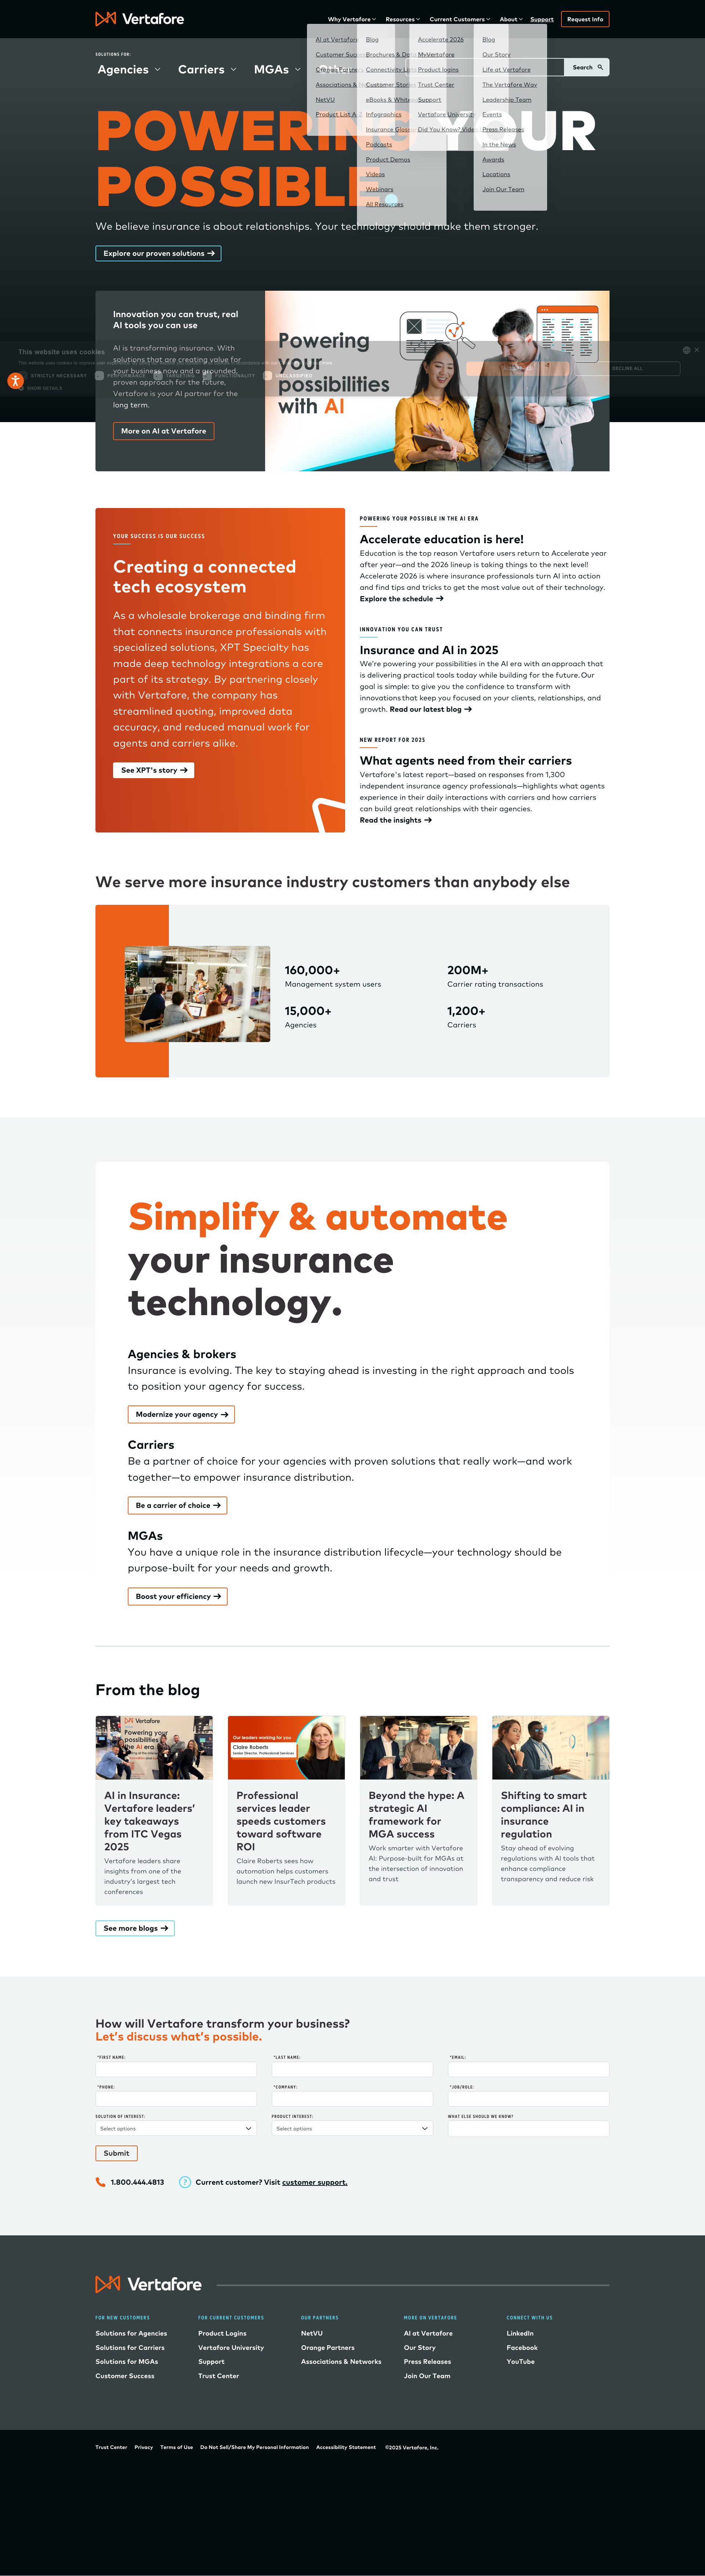 Vertafore
Why Vertafore
Resources
Current Customers
About
Support
Request Info
AI at Vertafore
Customer Success
Associations &
NetVU
Product List A-Z
Blog
Brochures & Data
Connectivity
Customer Stories
eBooks & White
Infographics
Insurance Glossary
Podcasts
Product Demos
Videos
Webinars
All Resources
Accelerate 2026
MyVertafore
Product logins
Trust Center
Support
Vertafore University
Did You Know? Videos
Blog
Our Story
Life at Vertafore
The Vertafore Way
Leadership Team
Events
Press Releases
In the News
Awards
Locations
Join Our Team
SOLUTIONS FOR:
Agencies
Carriers
MGAs
Search
POWERING YOUR
POSSIBLE
We believe insurance is about relationships. Your technology should make them stronger.
Explore our proven solutions
Innovation you can trust, real
AI tools you can use
AI is transforming insurance. With
solutions that are creating value for
your business now and a grounded,
proven approach for the future,
Vertafore is your AI partner for the
long term.
More on AI at Vertafore
Powering
your
possibilities
with AI
This website uses cookies
STRICTLY NECESSARY
PERFORMANCE
TARGETING
FUNCTIONALITY
UNCLASSIFIED
DECLINE ALL
SHOW DETAILS
YOUR SUCCESS IS OUR SUCCESS
Creating a connected
tech ecosystem
As a wholesale brokerage and binding firm
that connects insurance professionals with
specialized solutions, XPT Specialty has
made deep technology integrations a core
part of its strategy. By partnering closely
with Vertafore, the company has
streamlined quoting, improved data
accuracy, and reduced manual work for
agents and carriers alike.
See XPT's story
POWERING YOUR POSSIBLE IN THE AI ERA
Accelerate education is here!
Education is the top reason Vertafore users return to Accelerate year
after year—and the 2026 lineup is taking things to the next level!
Accelerate 2026 is where insurance professionals turn AI into action
and find tips and tricks to get the most value out of their technology.
Explore the schedule
INNOVATION YOU CAN TRUST
Insurance and AI in 2025
We're powering your possibilities in the AI era with an approach that
is delivering practical tools today while building for the future. Our
goal is simple: to give you the confidence to transform with
innovations that keep you focused on your clients, relationships, and
growth. Read our latest blog
NEW REPORT FOR 2025
What agents need from their carriers
Vertafore's latest report—based on responses from 1,300
independent insurance agency professionals—highlights what agents
experience in their daily interactions with carriers and how carriers
can build great relationships with their agencies.
Read the insights
We serve more insurance industry customers than anybody else
160,000+
Management system users
200M+
Carrier rating transactions
15,000+
Agencies
1,200+
Carriers
Simplify & automate
your insurance
technology.
Agencies & brokers
Insurance is evolving. The key to staying ahead is investing in the right approach and tools
to position your agency for success.
Modernize your agency
Carriers
Be a partner of choice for your agencies with proven solutions that really work—and work
together—to empower insurance distribution.
Be a carrier of choice
MGAs
You have a unique role in the insurance distribution lifecycle—your technology should be
purpose-built for your needs and growth.
Boost your efficiency
From the blog
Vertafore
Powering your
possibilities
the AI era
AI in Insurance:
Vertafore leaders'
key takeaways
from ITC Vegas
2025
Vertafore leaders share
insights from one of the
industry's largest tech
conferences
Our leaders working for you
Claire Roberts
Senior Director, Professional Services
Professional
services leader
speeds customers
toward software
ROI
Claire Roberts sees how
automation helps customers
launch new InsurTech products
Beyond the hype: A
strategic AI
framework for
MGA success
Work smarter with Vertafore
AI: Purpose-built for MGAs at
the intersection of innovation
and trust
Shifting to smart
compliance: AI in
insurance
regulation
Stay ahead of evolving
regulations with AI tools that
enhance compliance
transparency and reduce risk
See more blogs
How will Vertafore transform your business?
Let's discuss what's possible.
*FIRST NAME:
*LAST NAME:
*EMAIL:
*PHONE:
*COMPANY:
*JOB/ROLE:
SOLUTION OF INTEREST:
PRODUCT INTEREST:
WHAT ELSE SHOULD WE KNOW?
Select options
Select options
Submit
1.800.444.4813
? Current customer? Visit customer support.
Vertafore
FOR NEW CUSTOMERS
Solutions for Agencies
Solutions for Carriers
Solutions for MGAs
Customer Success
FOR CURRENT CUSTOMERS
Product Logins
Vertafore University
Support
Trust Center
OUR PARTNERS
NetVU
Orange Partners
Associations & Networks
MORE ON VERTAFORE
AI at Vertafore
Our Story
Press Releases
Join Our Team
CONNECT WITH US
LinkedIn
Facebook
YouTube
Trust Center
Privacy
Terms of Use
Do Not Sell/Share My Personal Information
Accessibility Statement
©2025 Vertafore, Inc.